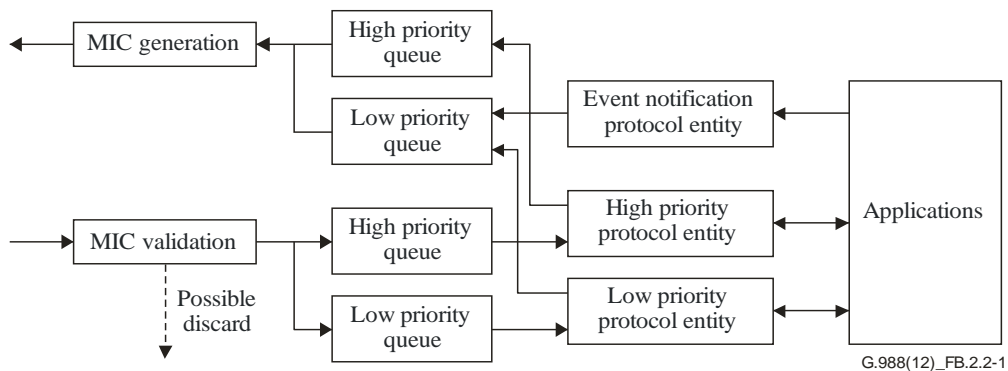 MIC generation
High priority
queue
Low priority
queue
Event notification
protocol entity
Applications
High priority
protocol entity
MIC validation
High priority
queue
Low priority
protocol entity
Possible
discard
Low priority
queue
G.988(12)_FB.2.2-1